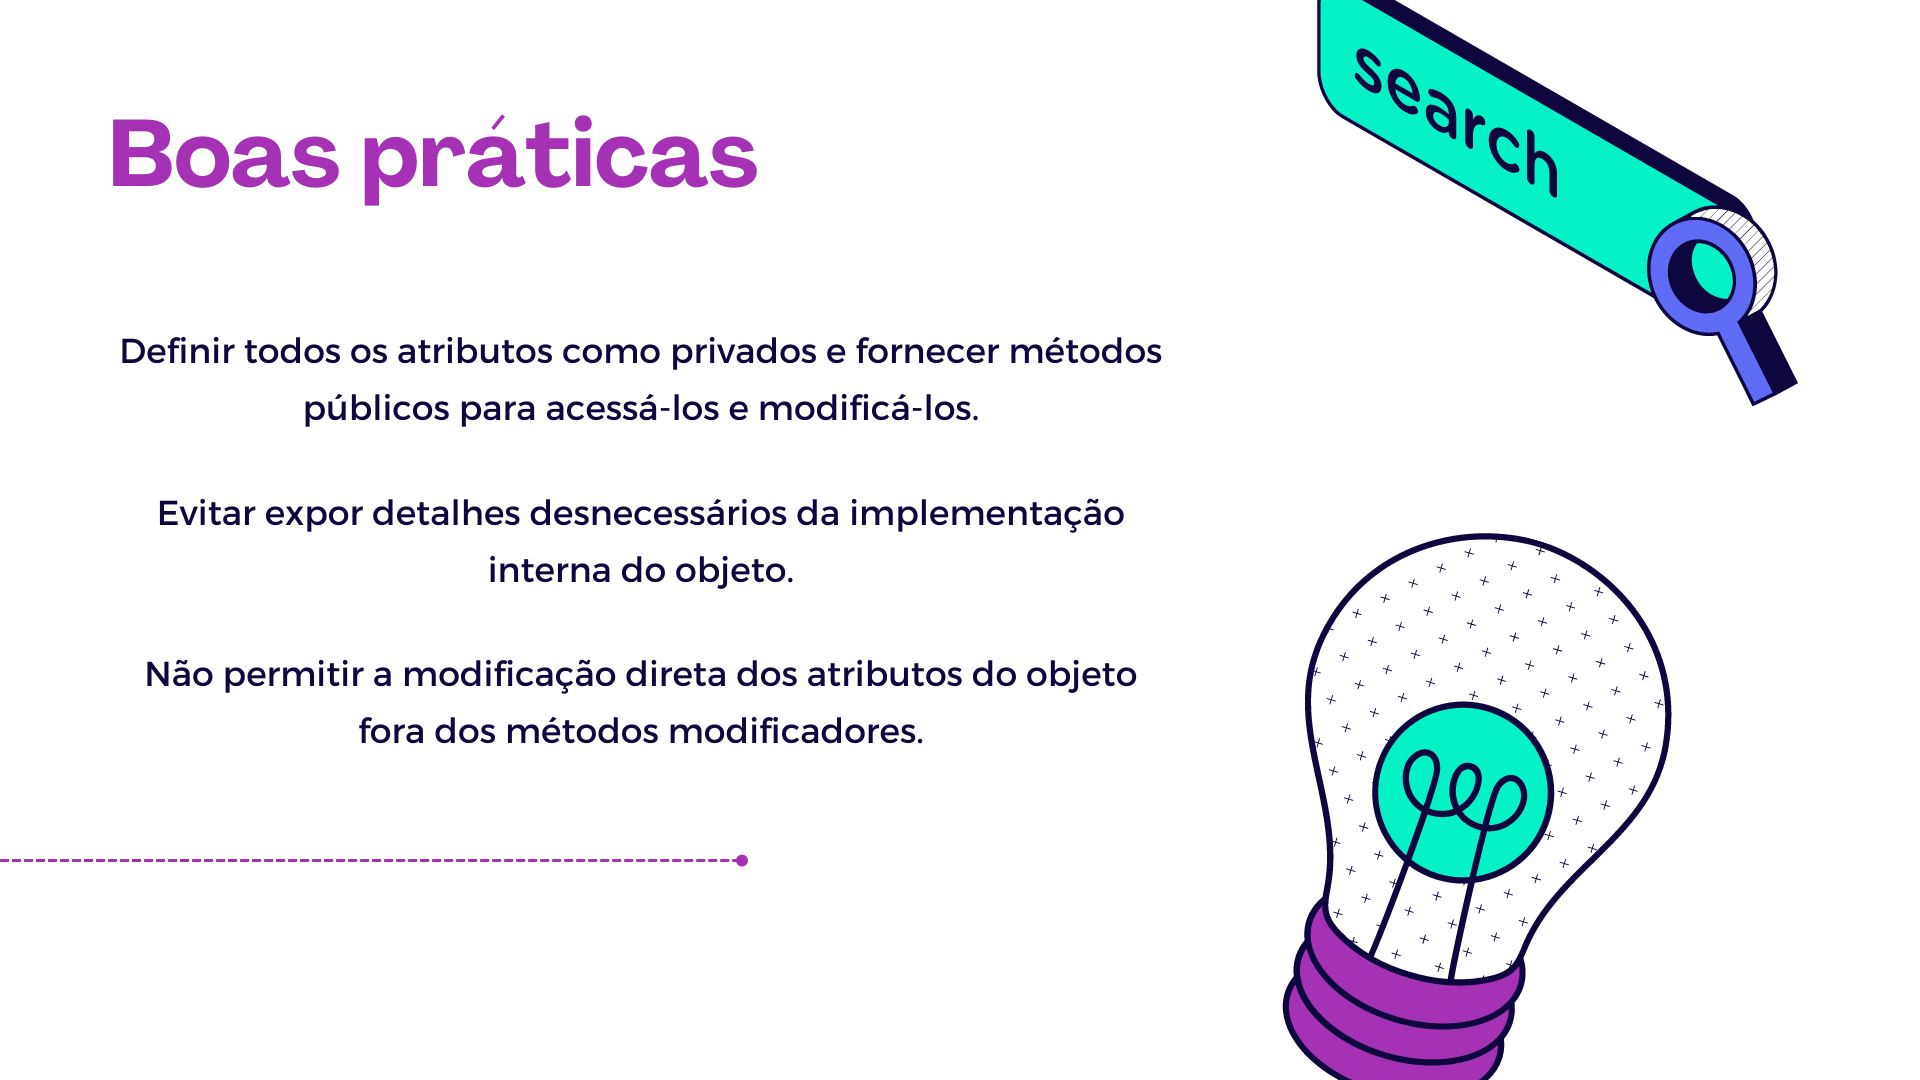 search
Boas práticas
Definir todos os atributos como privados e fornecer métodos
públicos para acessá-los e modificá-los.
Evitar expor detalhes desnecessários da implementação
interna do objeto.
Não permitir a modificação direta dos atributos do objeto
fora dos métodos modificadores.